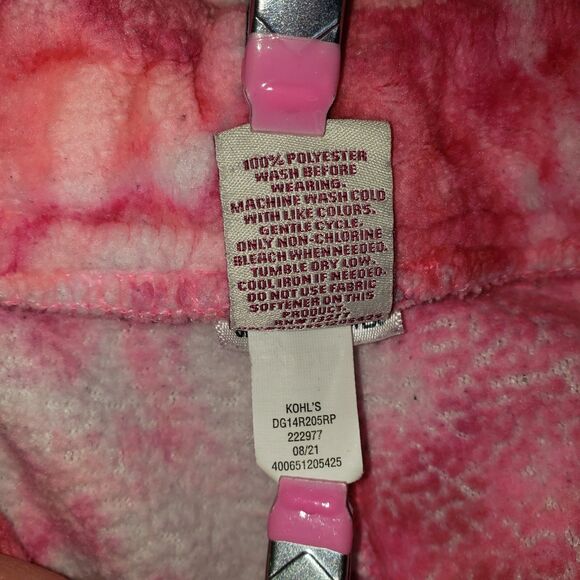 100% POLYESTER
WASH BEFORE
WEARING.
MACHINE WASH COLD
WITH LIKE COLORS.
GENTLE CYCLE.
ONLY NON-CHLORINE
BLEACH WHEN NEEDED.
TUMBLE DRY LOW.
COOL IRON IF NEEDED.
DO NOT USE FABRIC
SOFTENER ON THIS
PRODUCT.
RN# 73277
KOHL'S
DG14R205RP
222977
08/21
400651205425